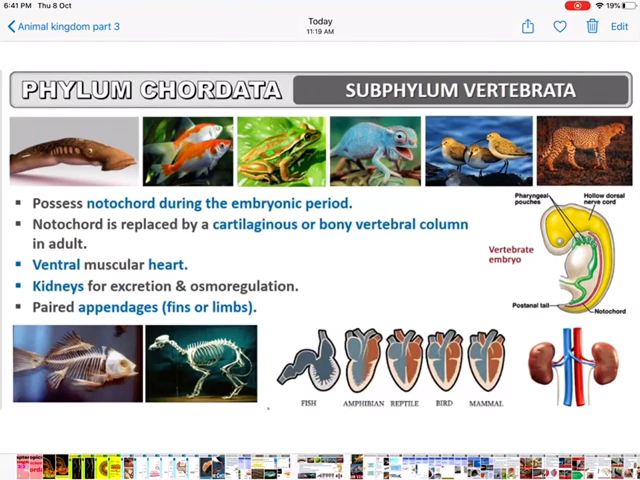 6:41 PM Thu 8 Oct
19%
Animal kingdom part 3
Today
11:19 AM
Edit
PHYLUM CHORDATA
SUBPHYLUM VERTEBRATA
▪ Possess notochord during the embryonic period.
▪ Notochord is replaced by a cartilaginous or bony vertebral column
in adult.
▪ Ventral muscular heart.
▪ Kidneys for excretion & osmoregulation.
▪ Paired appendages (fins or limbs).
Pharyngeal
pouches
Hollow dorsal
nerve cord
Vertebrate
embryo
Postanal tail
Notochord
FISH
AMPHIBIAN
REPTILE
BIRD
MAMMAL